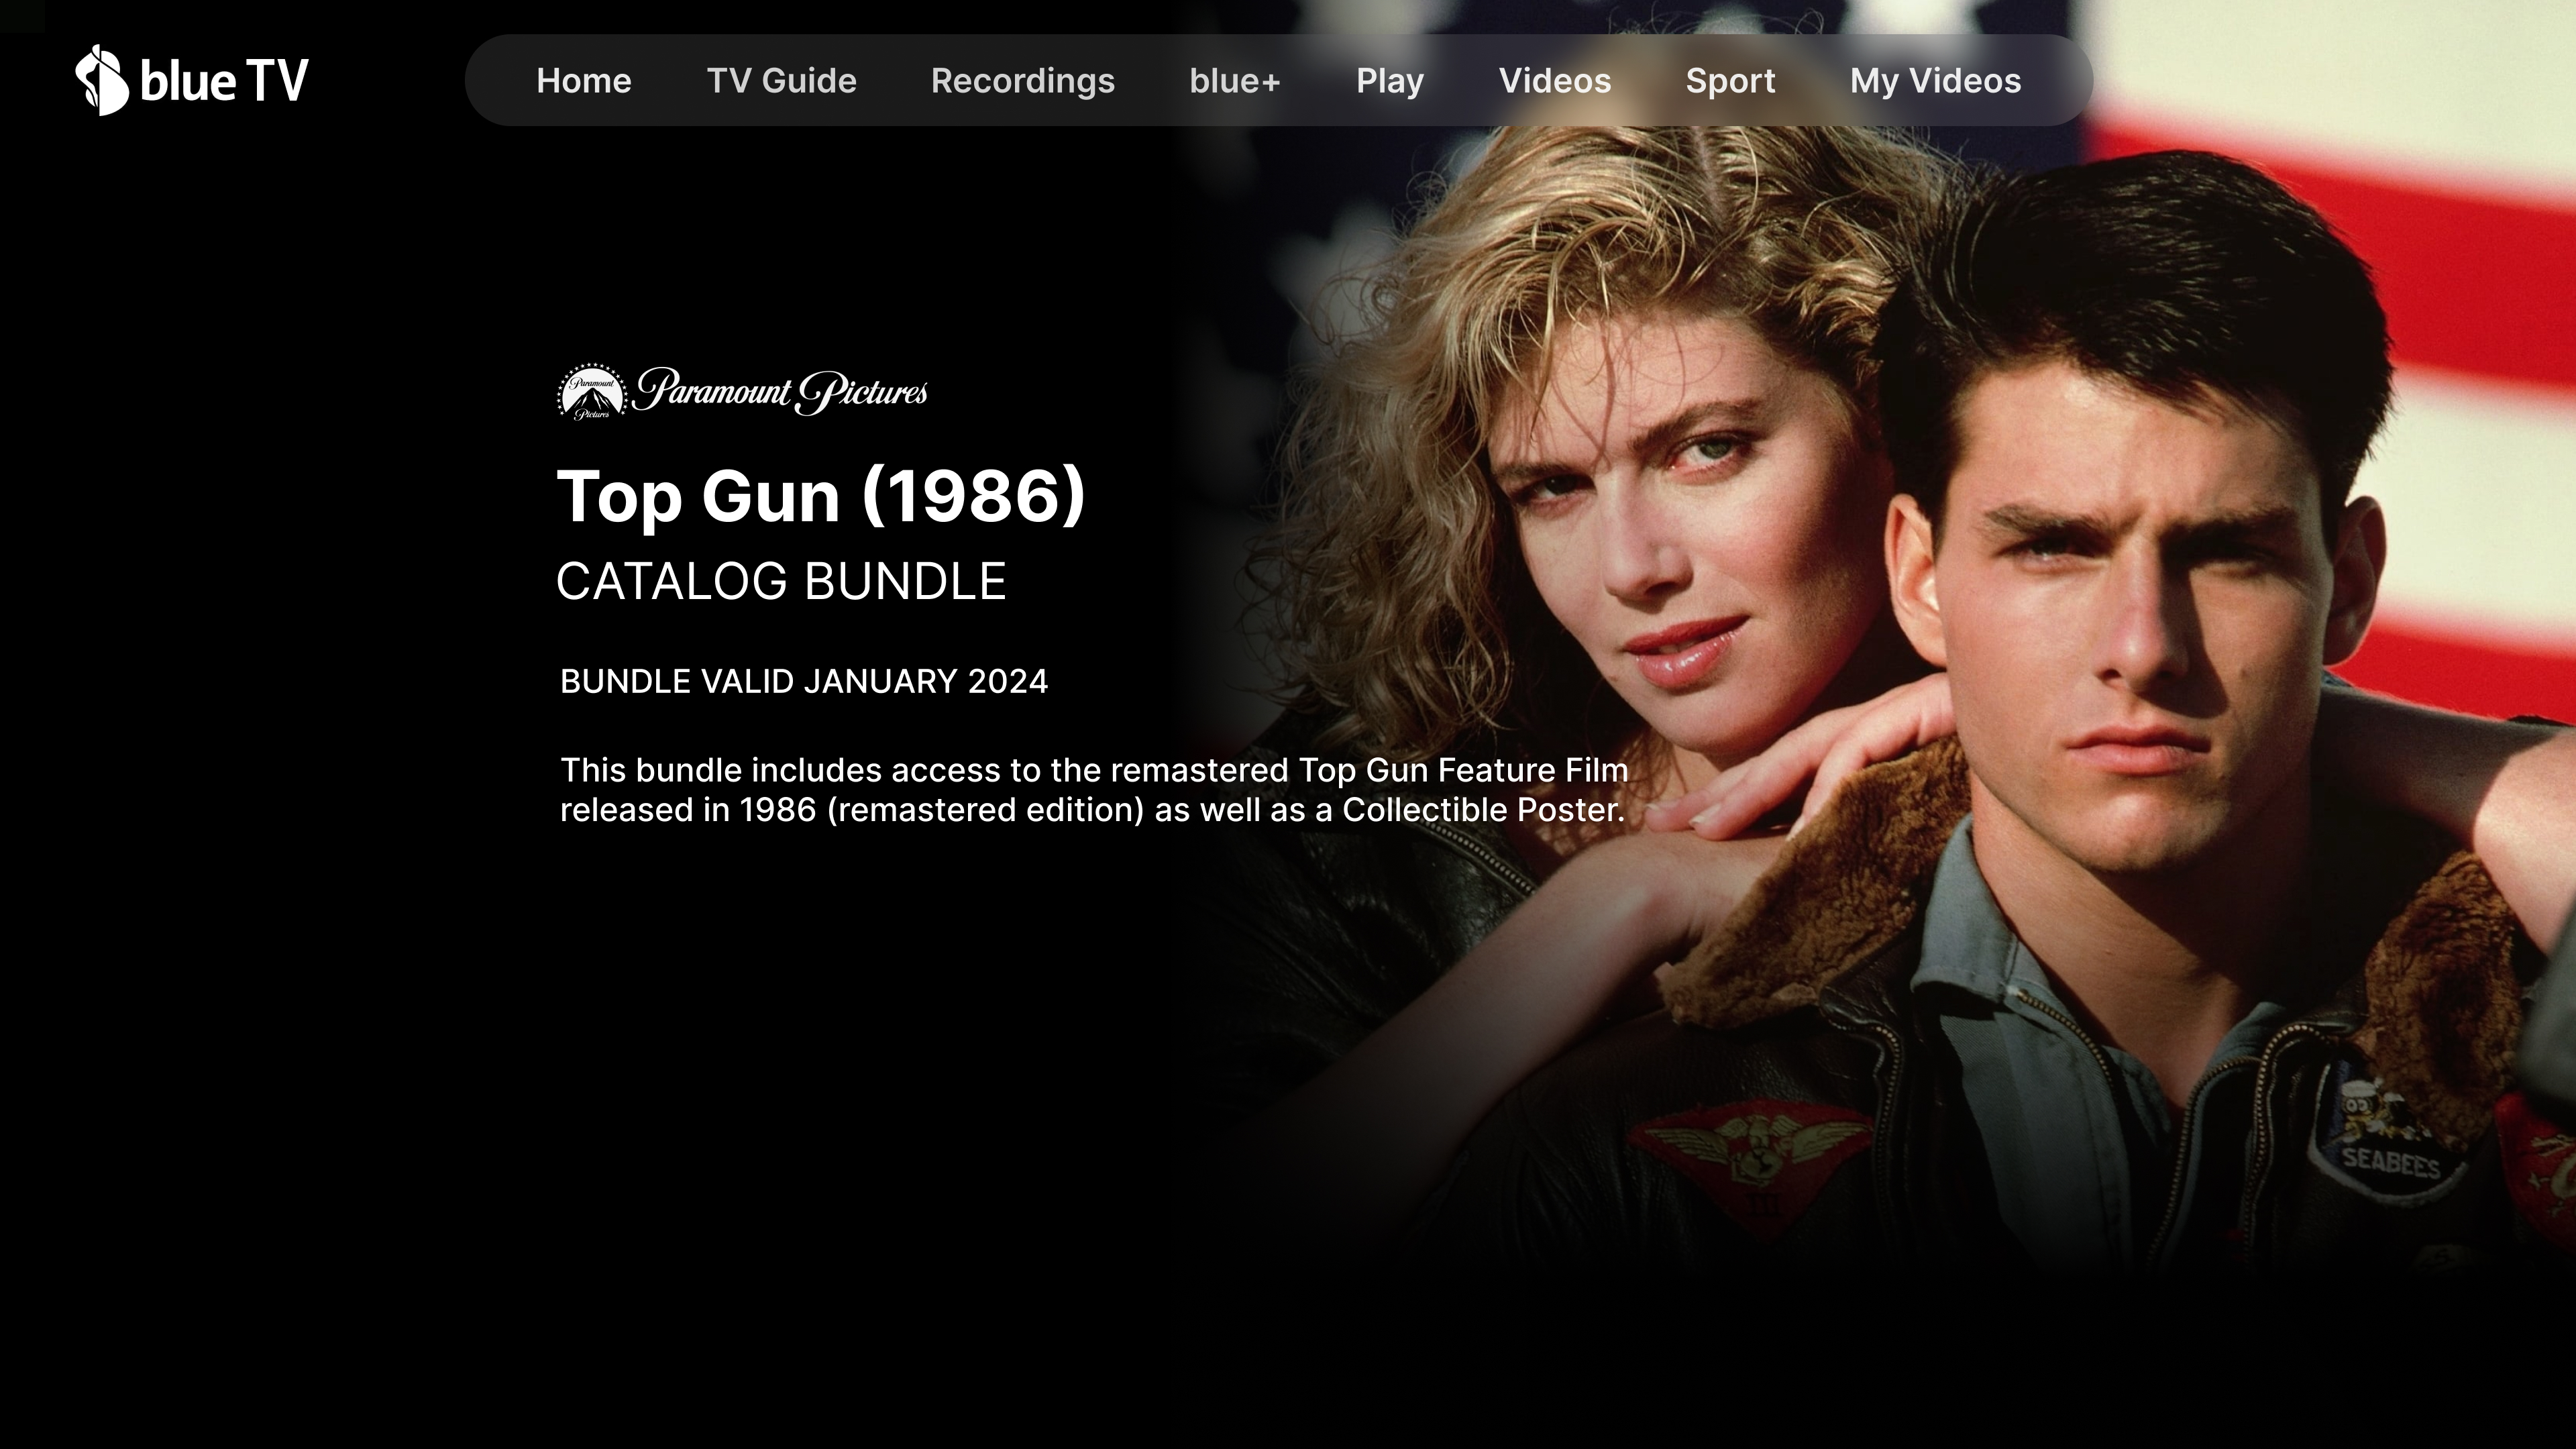 blue TV
Home TV Guide Recordings blue+ Play Videos Sport My Videos
Paramount Pictures Paramount Pictures
Top Gun (1986)
CATALOG BUNDLE
BUNDLE VALID JANUARY 2024
This bundle includes access to the remastered Top Gun Feature Film
released in 1986 (remastered edition) as well as a Collectible Poster.
III
SEABEES